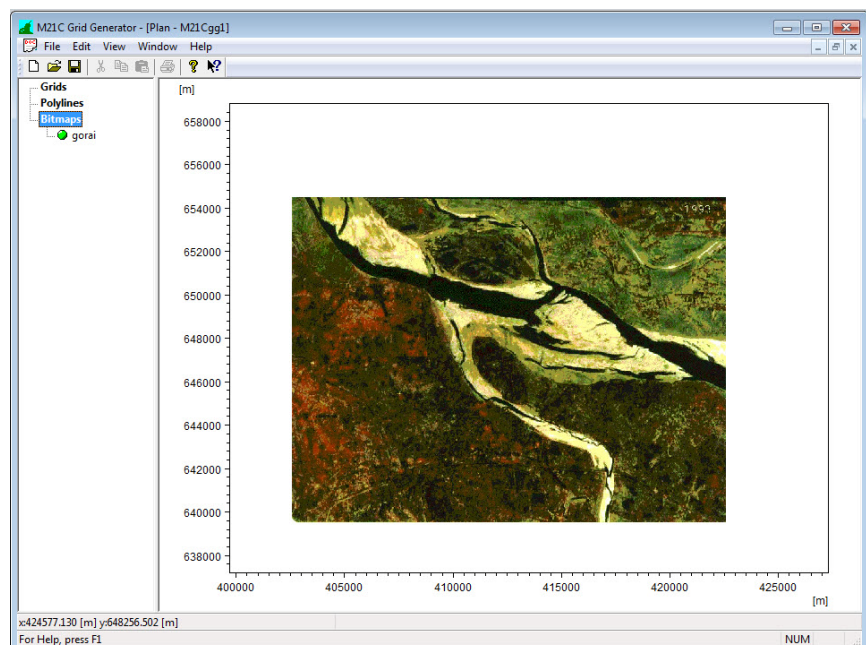 M21C Grid Generator - [Plan - M21Cgg1]
File Edit View Window Help
Grids
Polylines
Bitmaps
gorai
[m]
658000
656000
654000
652000
650000
648000
646000
644000
642000
640000
638000
1993
400000 405000 410000 415000 420000 425000
[m]
x:424577.130 [m] y:648256.502 [m]
For Help, press F1
NUM